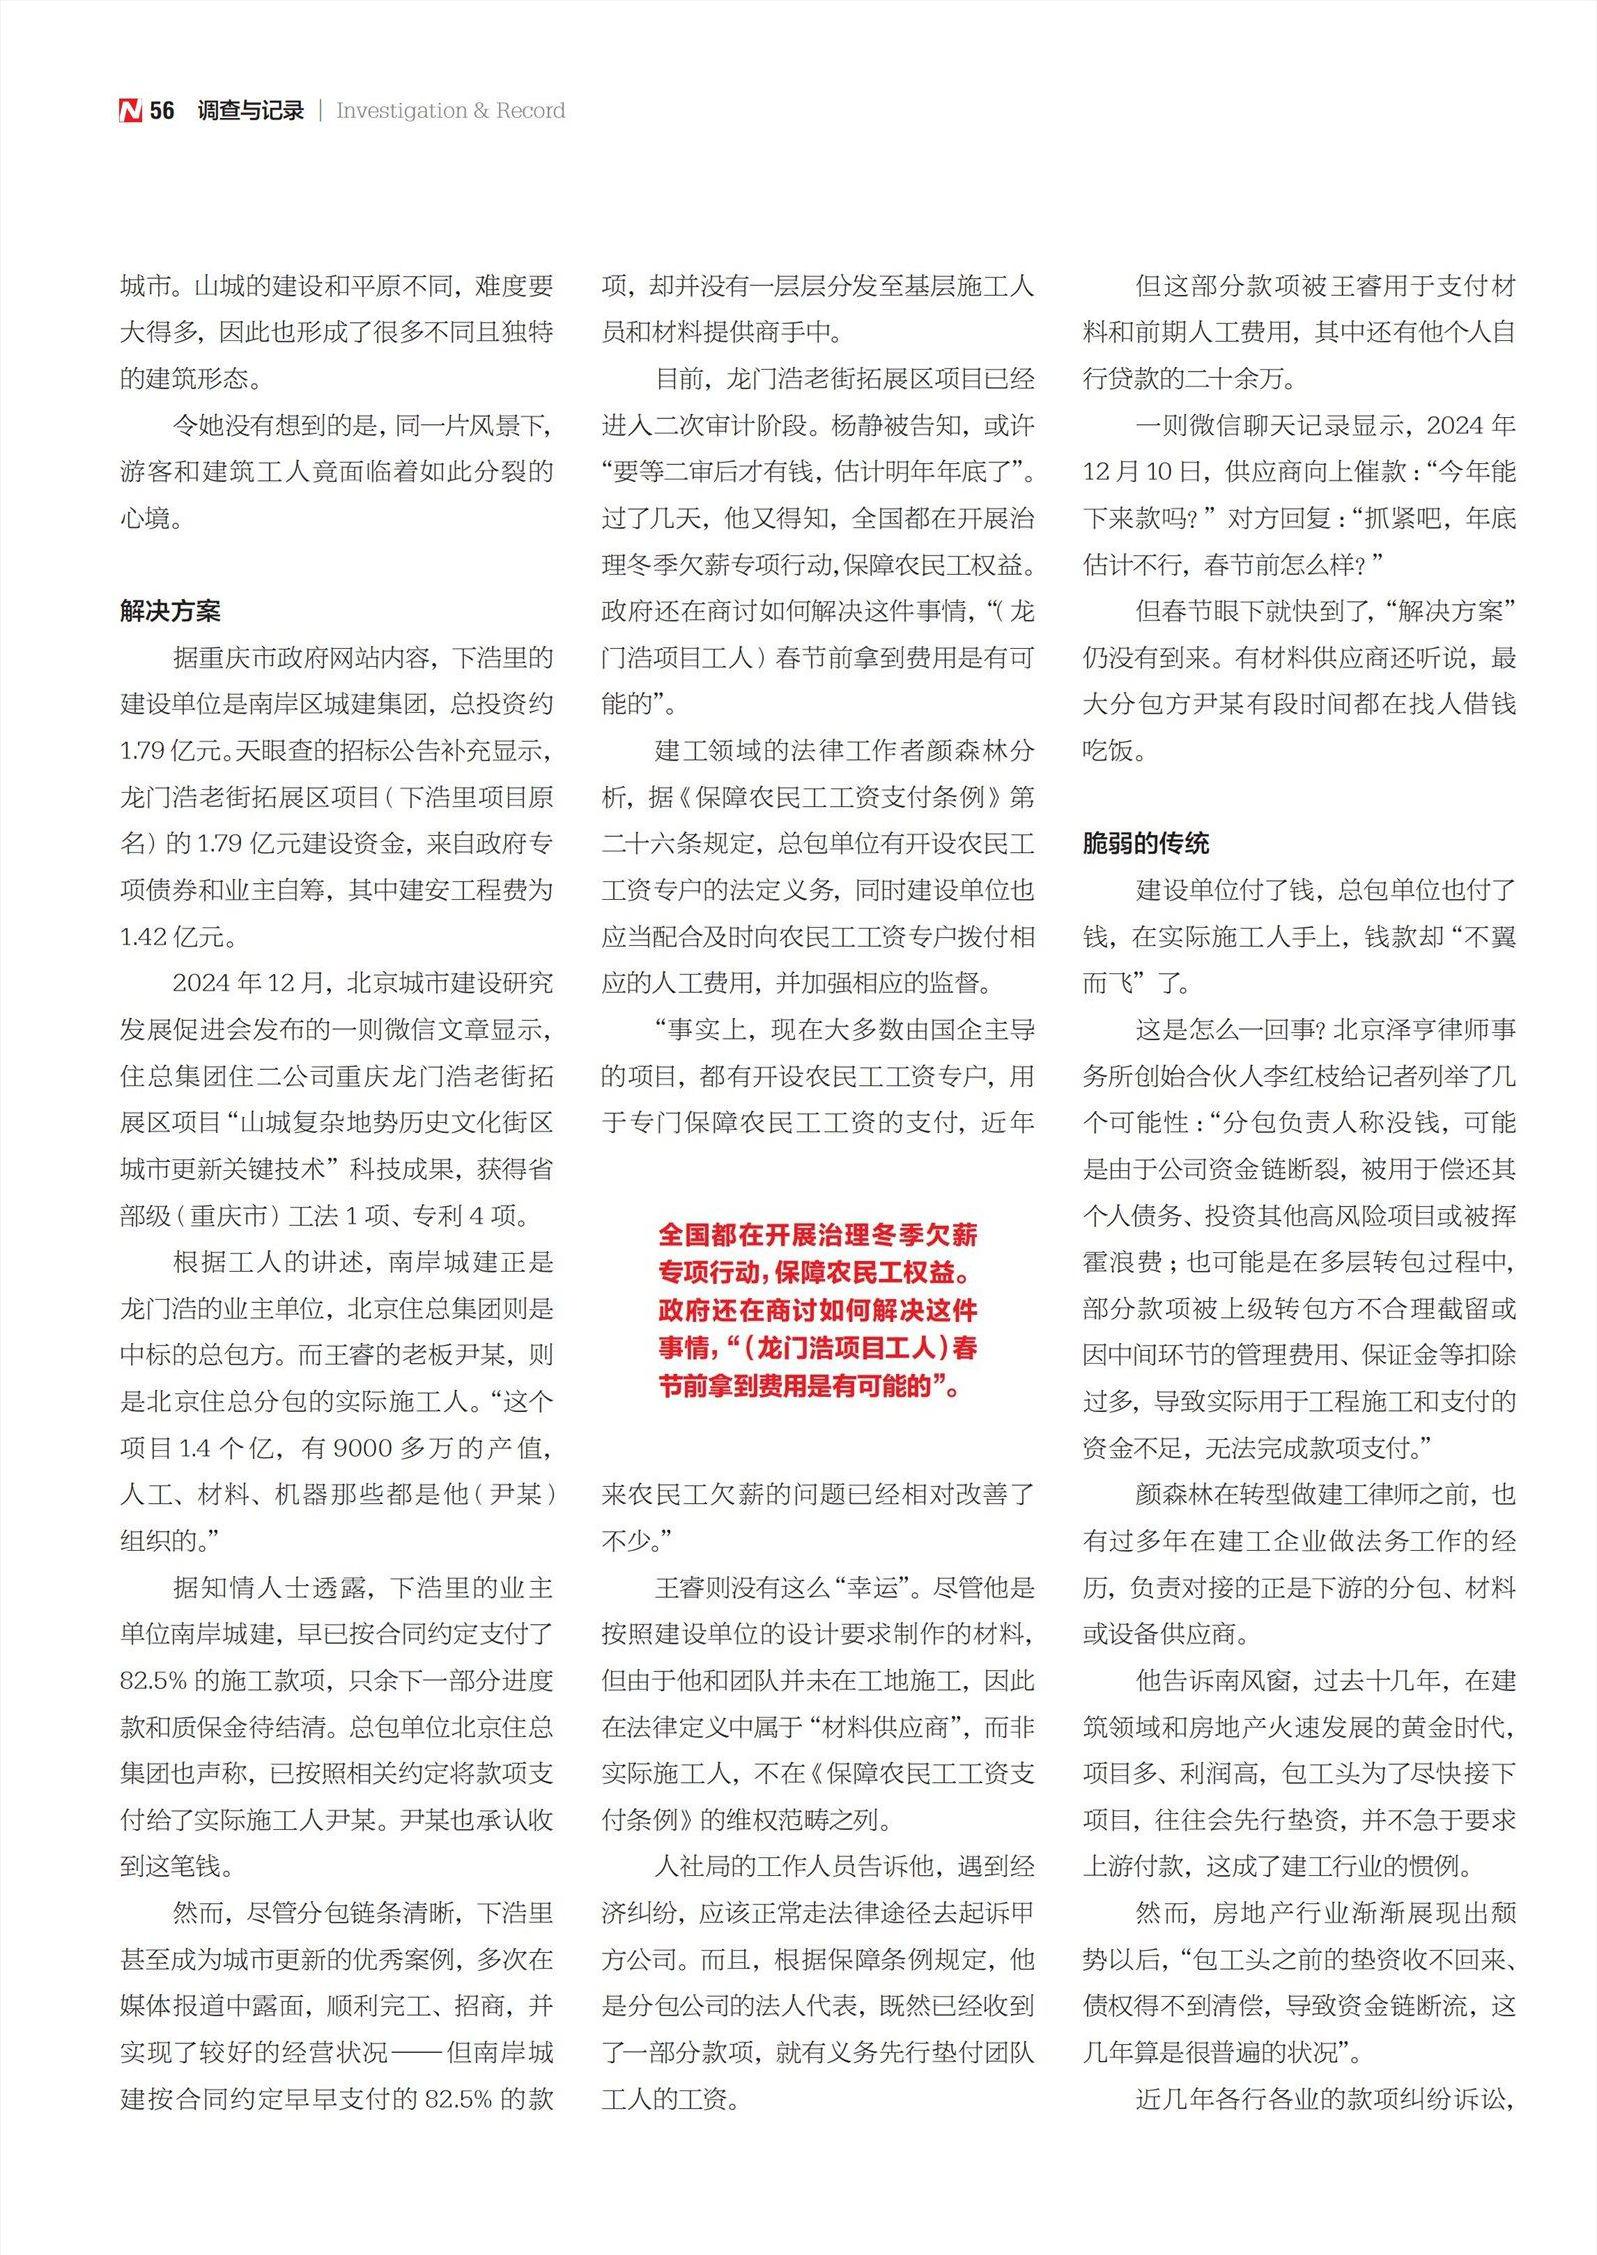 N 56 调查与记录 | Investigation & Record
城市。山城的建设和平原不同，难度要
大得多，因此也形成了很多不同且独特
的建筑形态。
令她没有想到的是，同一片风景下，
游客和建筑工人竟面临着如此分裂的
心境。
解决方案
据重庆市政府网站内容，下浩里的
建设单位是南岸区城建集团，总投资约
1.79 亿元。天眼查的招标公告补充显示，
龙门浩老街拓展区项目（下浩里项目原
名）的 1.79 亿元建设资金，来自政府专
项债券和业主自筹，其中建安工程费为
1.42 亿元。
2024 年 12 月，北京城市建设研究
发展促进会发布的一则微信文章显示，
住总集团住二公司重庆龙门浩老街拓
展区项目“山城复杂地势历史文化街区
城市更新关键技术”科技成果，获得省
部级（重庆市）工法 1 项、专利 4 项。
根据工人的讲述，南岸城建正是
龙门浩的业主单位，北京住总集团则是
中标的总包方。而王睿的老板尹某，则
是北京住总分包的实际施工人。“这个
项目 1.4 个亿，有 9000 多万的产值，
人工、材料、机器那些都是他（尹某）
组织的。”
据知情人士透露，下浩里的业主
单位南岸城建，早已按合同约定支付了
82.5% 的施工款项，只余下一部分进度
款和质保金待结清。总包单位北京住总
集团也声称，已按照相关约定将款项支
付给了实际施工人尹某。尹某也承认收
到这笔钱。
然而，尽管分包链条清晰，下浩里
甚至成为城市更新的优秀案例，多次在
媒体报道中露面，顺利完工、招商，并
实现了较好的经营状况——但南岸城
建按合同约定早早支付的 82.5% 的款
项，却并没有一层层分发至基层施工人
员和材料提供商手中。
目前，龙门浩老街拓展区项目已经
进入二次审计阶段。杨静被告知，或许
“要等二审后才有钱，估计明年年底了”。
过了几天，他又得知，全国都在开展治
理冬季欠薪专项行动，保障农民工权益。
政府还在商讨如何解决这件事情，“（龙
门浩项目工人）春节前拿到费用是有可
能的”。
建工领域的法律工作者颜森林分
析，据《保障农民工工资支付条例》第
二十六条规定，总包单位有开设农民工
工资专户的法定义务，同时建设单位也
应当配合及时向农民工工资专户拨付相
应的人工费用，并加强相应的监督。
“事实上，现在大多数由国企主导
的项目，都有开设农民工工资专户，用
于专门保障农民工工资的支付，近年
全国都在开展治理冬季欠薪
专项行动，保障农民工权益。
政府还在商讨如何解决这件
事情，“（龙门浩项目工人）春
节前拿到费用是有可能的”。
来农民工欠薪的问题已经相对改善了
不少。”
王睿则没有这么“幸运”。尽管他是
按照建设单位的设计要求制作的材料，
但由于他和团队并未在工地施工，因此
在法律定义中属于“材料供应商”，而非
实际施工人，不在《保障农民工工资支
付条例》的维权范畴之列。
人社局的工作人员告诉他，遇到经
济纠纷，应该正常走法律途径去起诉甲
方公司。而且，根据保障条例规定，他
是分包公司的法人代表，既然已经收到
了一部分款项，就有义务先行垫付团队
工人的工资。
但这部分款项被王睿用于支付材
料和前期人工费用，其中还有他个人自
行贷款的二十余万。
一则微信聊天记录显示，2024 年
12 月 10 日，供应商向上催款：“今年能
下来款吗？”对方回复：“抓紧吧，年底
估计不行，春节前怎么样？”
但春节眼下就快到了，“解决方案”
仍没有到来。有材料供应商还听说，最
大分包方尹某有段时间都在找人借钱
吃饭。
脆弱的传统
建设单位付了钱，总包单位也付了
钱，在实际施工人手上，钱款却“不翼
而飞”了。
这是怎么一回事？北京泽亨律师事
务所创始合伙人李红枝给记者列举了几
个可能性：“分包负责人称没钱，可能
是由于公司资金链断裂，被用于偿还其
个人债务、投资其他高风险项目或被挥
霍浪费；也可能是在多层转包过程中，
部分款项被上级转包方不合理截留或
因中间环节的管理费用、保证金等扣除
过多，导致实际用于工程施工和支付的
资金不足，无法完成款项支付。”
颜森林在转型做建工律师之前，也
有过多年在建工企业做法务工作的经
历，负责对接的正是下游的分包、材料
或设备供应商。
他告诉南风窗，过去十几年，在建
筑领域和房地产火速发展的黄金时代，
项目多、利润高，包工头为了尽快接下
项目，往往会先行垫资，并不急于要求
上游付款，这成了建工行业的惯例。
然而，房地产行业渐渐展现出颓
势以后，“包工头之前的垫资收不回来、
债权得不到清偿，导致资金链断流，这
几年算是很普遍的状况”。
近几年各行各业的款项纠纷诉讼，